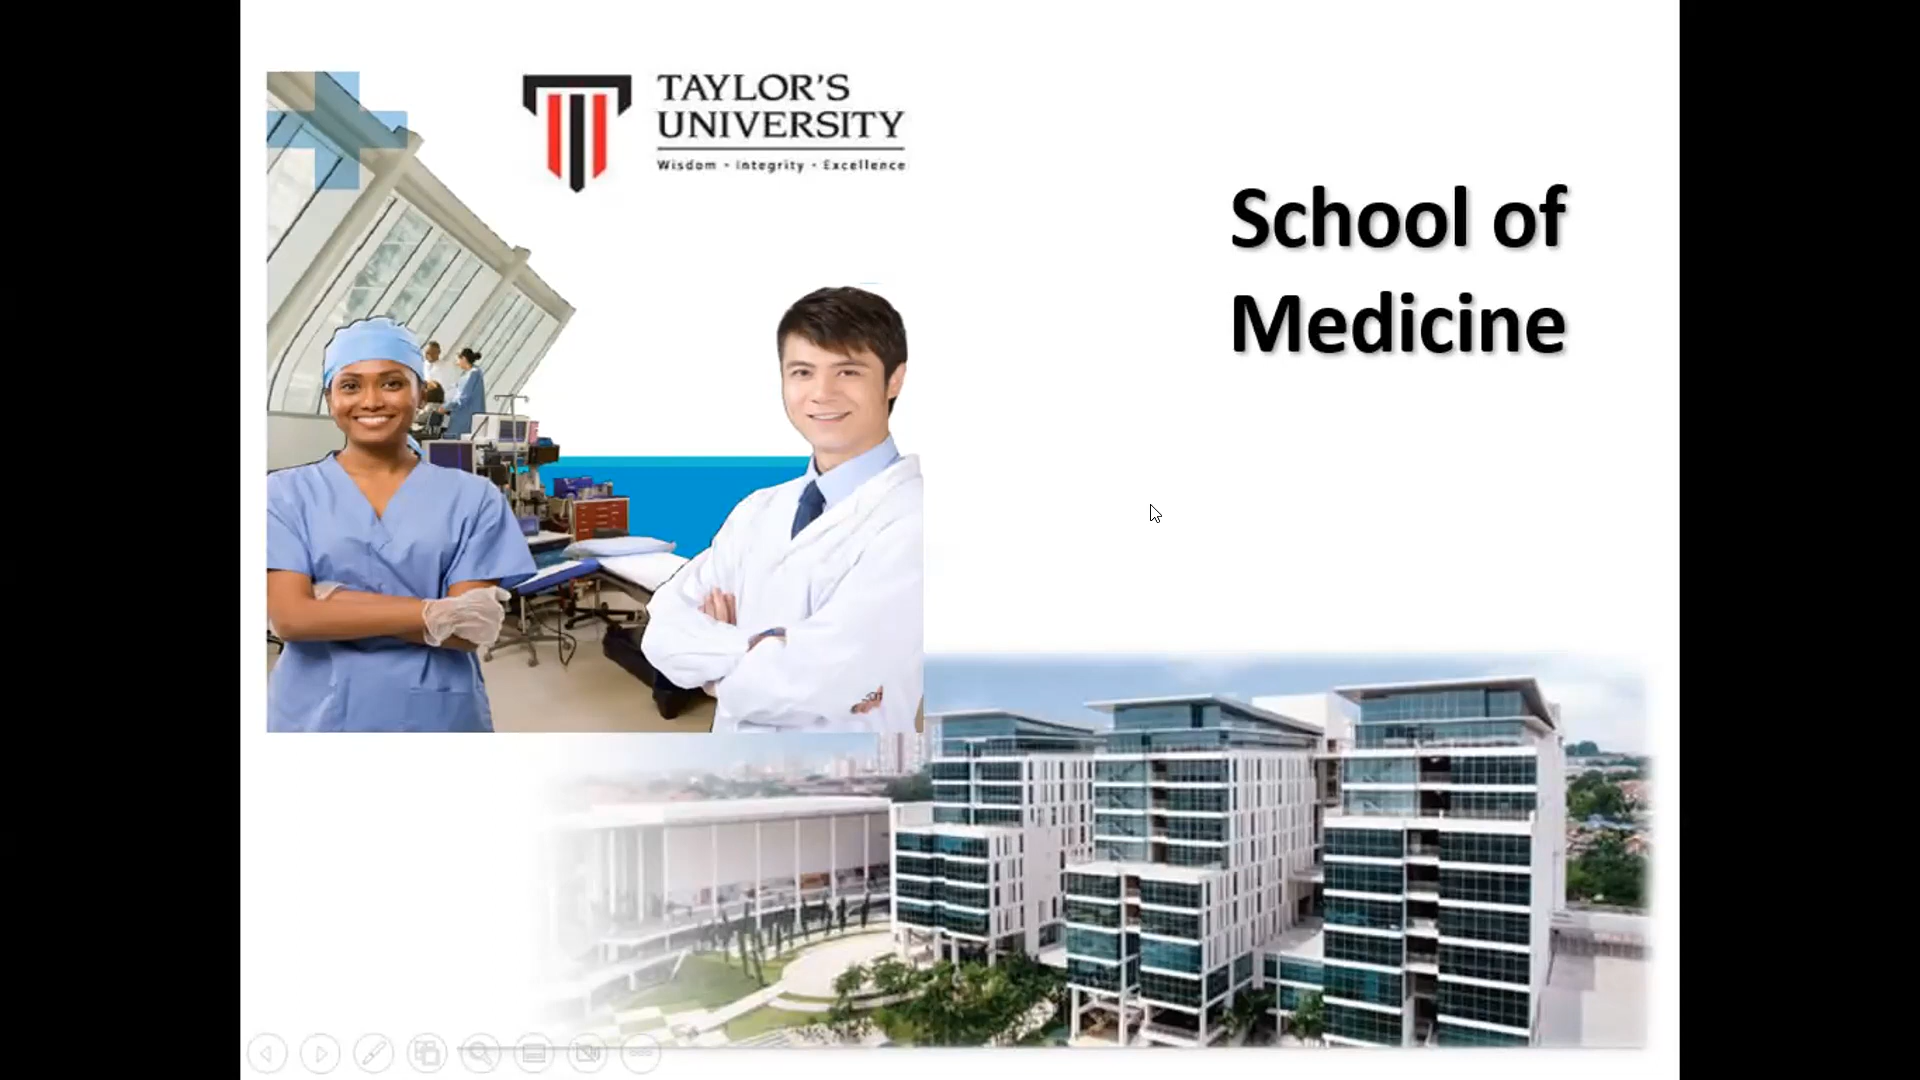 TAYLOR'S
UNIVERSITY
Wisdom - Integrity - Excellence
School of
Medicine